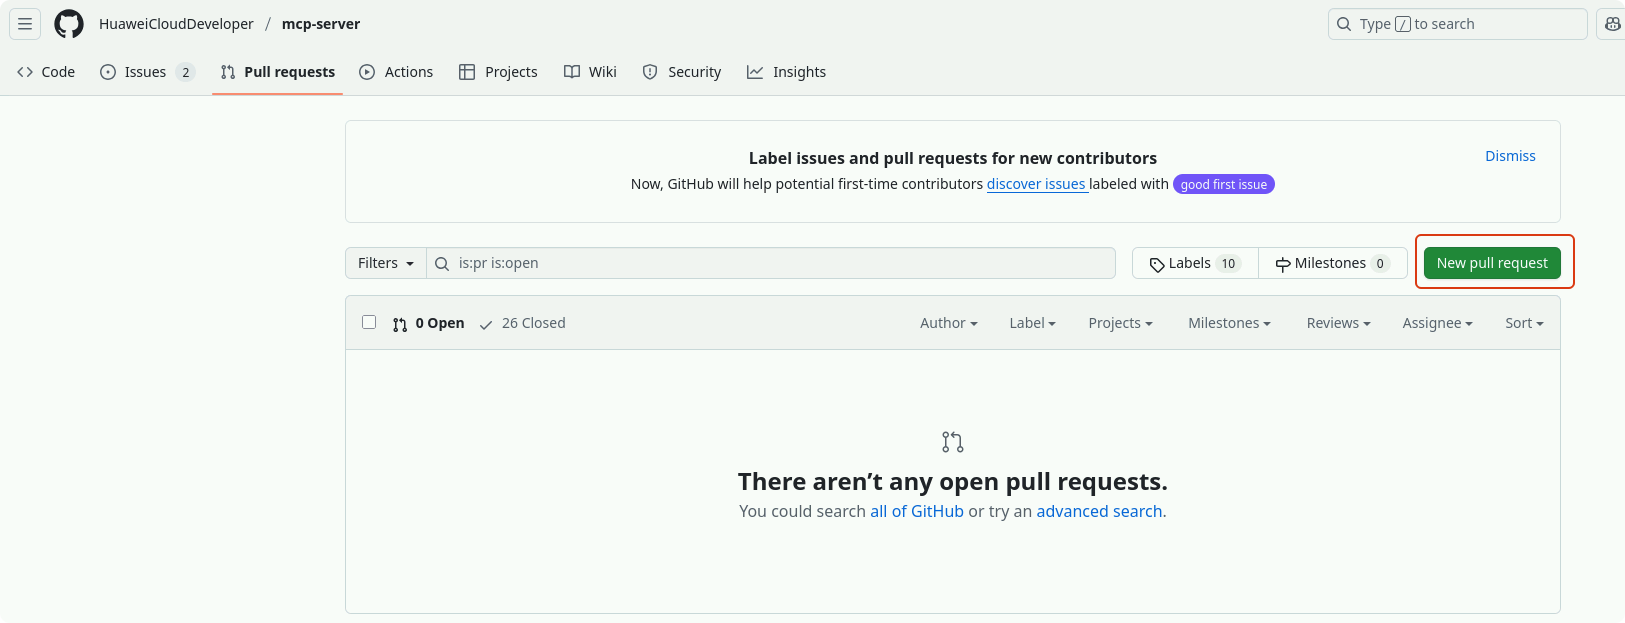 HuaweiCloudDeveloper / mcp-server
Type / to search
Code Issues 2 Pull requests Actions Projects Wiki Security Insights
Label issues and pull requests for new contributors
Dismiss
Now, GitHub will help potential first-time contributors discover issues labeled with good first issue
Filters is:pr is:open Labels 10 Milestones 0 New pull request
0 Open 26 Closed Author Label Projects Milestones Reviews Assignee Sort
There aren’t any open pull requests.
You could search all of GitHub or try an advanced search.